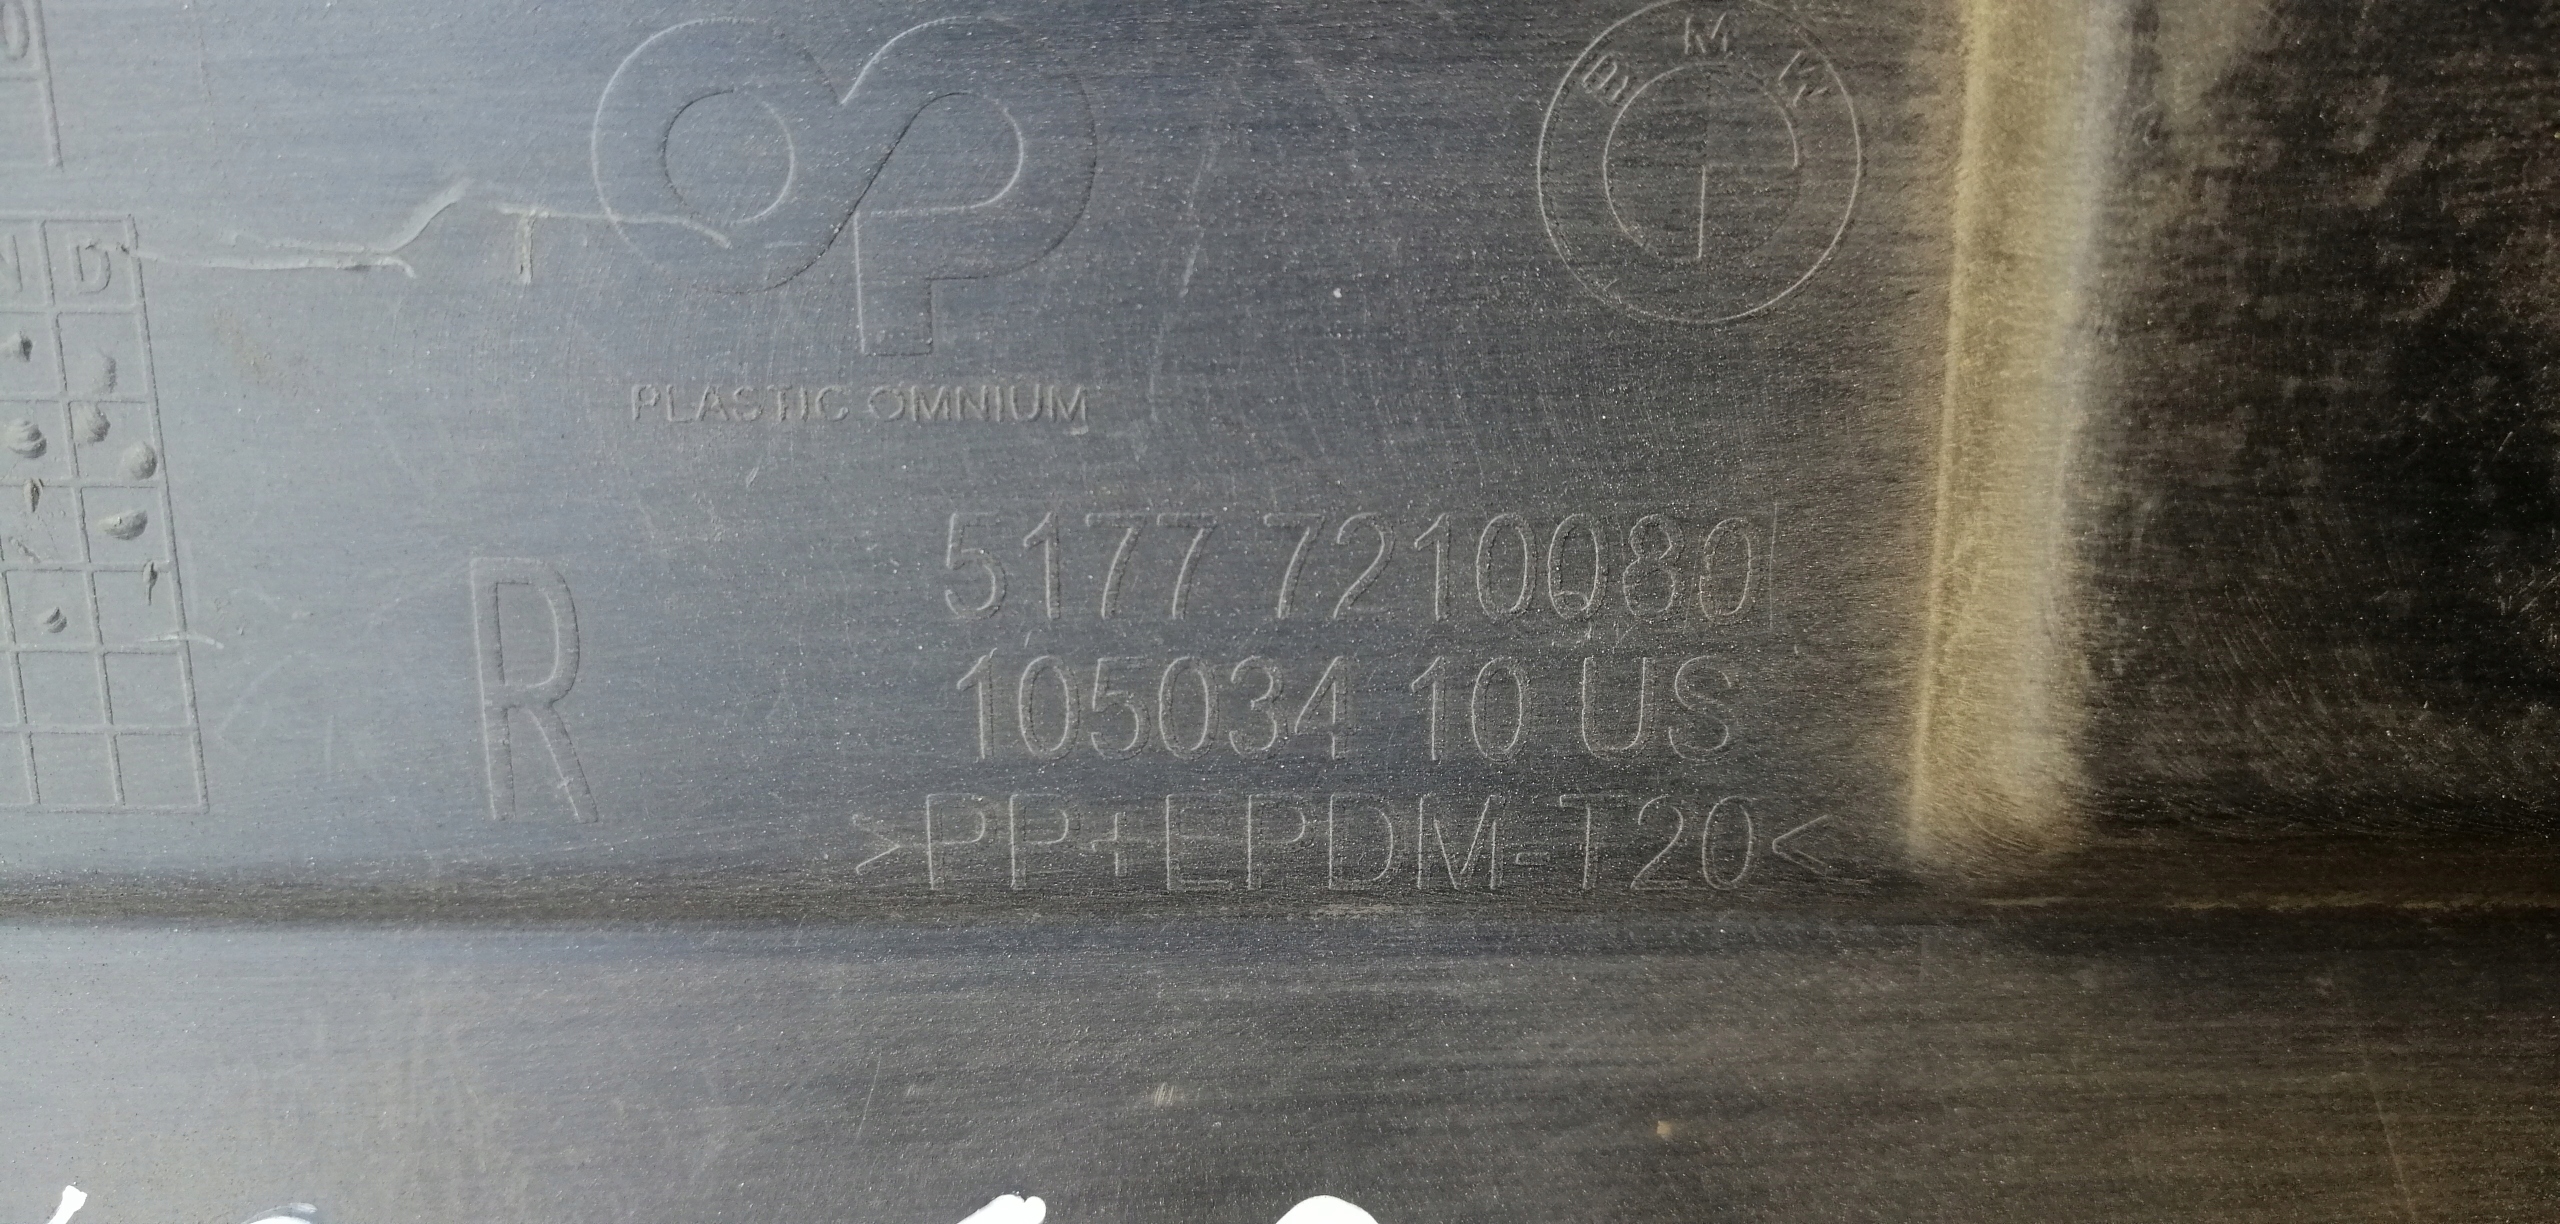 O
BMW
N D
PLASTIC OMNIUM
R
5177 7210080
105034 10 US
>PP+EPDM-T20<